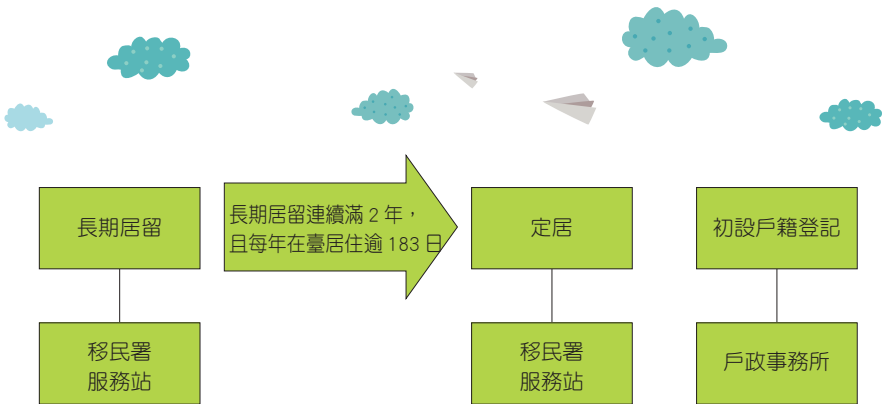 長期居留
長期居留連續滿 2 年，
且每年在臺居住逾 183 日
定居
初設戶籍登記
移民署
服務站
移民署
服務站
戶政事務所